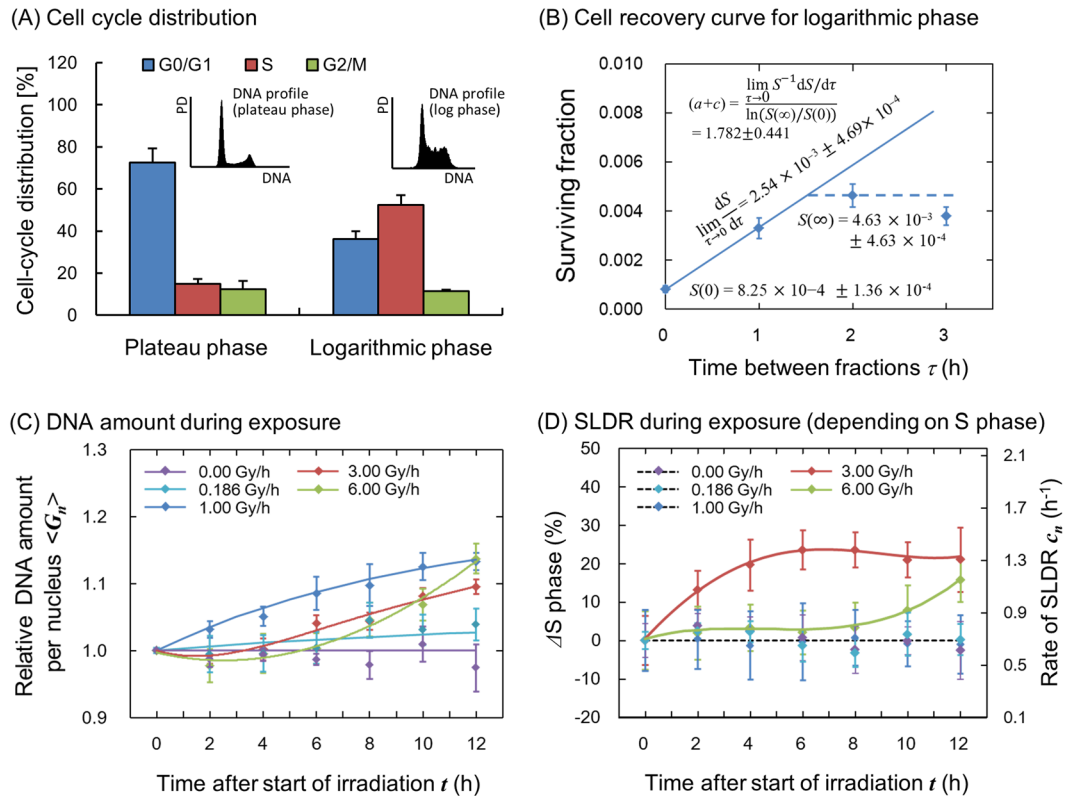 (A) Cell cycle distribution
Cell-cycle distribution [%]
120
100
80
60
40
20
0
G0/G1
S
G2/M
PD
DNA profile
(plateau phase)
DNA
PD
DNA profile
(log phase)
DNA
Plateau phase
Logarithmic phase
(B) Cell recovery curve for logarithmic phase
Surviving fraction
0.010
0.008
0.006
0.004
0.002
0.000
(a+c) = lim τ→0 S⁻¹dS/dτ / ln(S(∞)/S(0))
= 1.782±0.441
lim τ→0 dS/dτ = 2.54 × 10⁻³ ± 4.69× 10⁻⁴
S(∞) = 4.63 × 10⁻³
± 4.63 × 10⁻⁴
S(0) = 8.25 × 10−4 ± 1.36 × 10⁻⁴
0 1 2 3
Time between fractions τ (h)
(C) DNA amount during exposure
Relative DNA amount
per nucleus <Gₙ>
1.3
1.2
1.1
1.0
0.9
0.00 Gy/h
0.186 Gy/h
1.00 Gy/h
3.00 Gy/h
6.00 Gy/h
0 2 4 6 8 10 12
Time after start of irradiation t (h)
(D) SLDR during exposure (depending on S phase)
ΔS phase (%)
50
40
30
20
10
0
-10
-20
0.00 Gy/h
0.186 Gy/h
1.00 Gy/h
3.00 Gy/h
6.00 Gy/h
2.1
1.7
1.3
0.9
0.5
0.1
Rate of SLDR cₙ (h⁻¹)
0 2 4 6 8 10 12
Time after start of irradiation t (h)